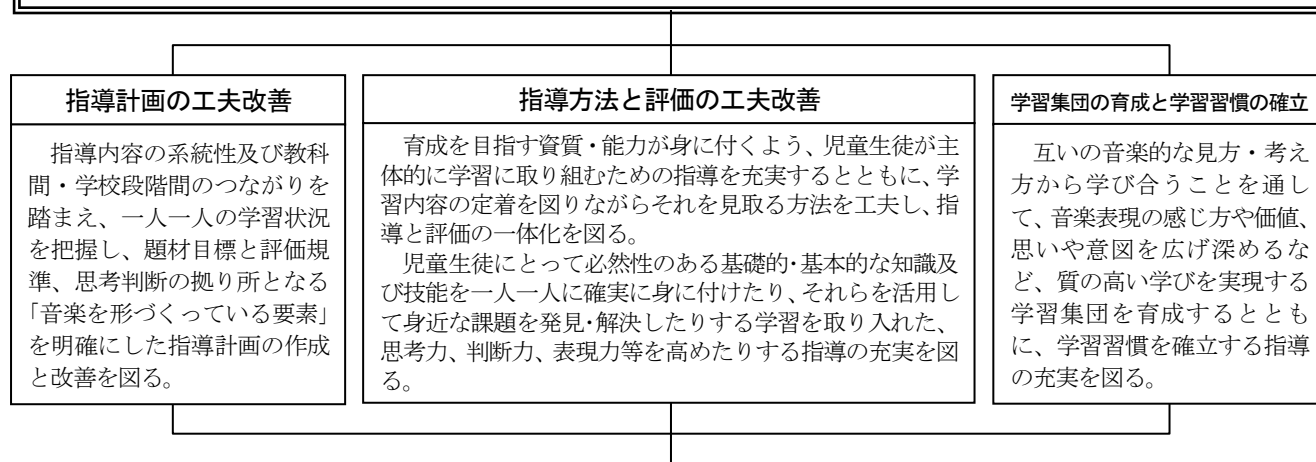 指導計画の工夫改善
指導内容の系統性及び教科
間・学校段階間のつながりを
踏まえ、一人一人の学習状況
を把握し、題材目標と評価規
準、思考判断の拠り所となる
「音楽を形づくっている要素」
を明確にした指導計画の作成
と改善を図る。
指導方法と評価の工夫改善
育成を目指す資質・能力が身に付くよう、児童生徒が主
体的に学習に取り組むための指導を充実するとともに、学
習内容の定着を図りながらそれを見取る方法を工夫し、指
導と評価の一体化を図る。
児童生徒にとって必然性のある基礎的・基本的な知識及
び技能を一人一人に確実に身に付けたり、それらを活用し
て身近な課題を発見・解決したりする学習を取り入れた、
思考力、判断力、表現力等を高めたりする指導の充実を図
る。
学習集団の育成と学習習慣の確立
互いの音楽的な見方・考え
方から学び合うことを通し
て、音楽表現の感じ方や価値、
思いや意図を広げ深めるな
ど、質の高い学びを実現する
学習集団を育成するととも
に、学習習慣を確立する指導
の充実を図る。